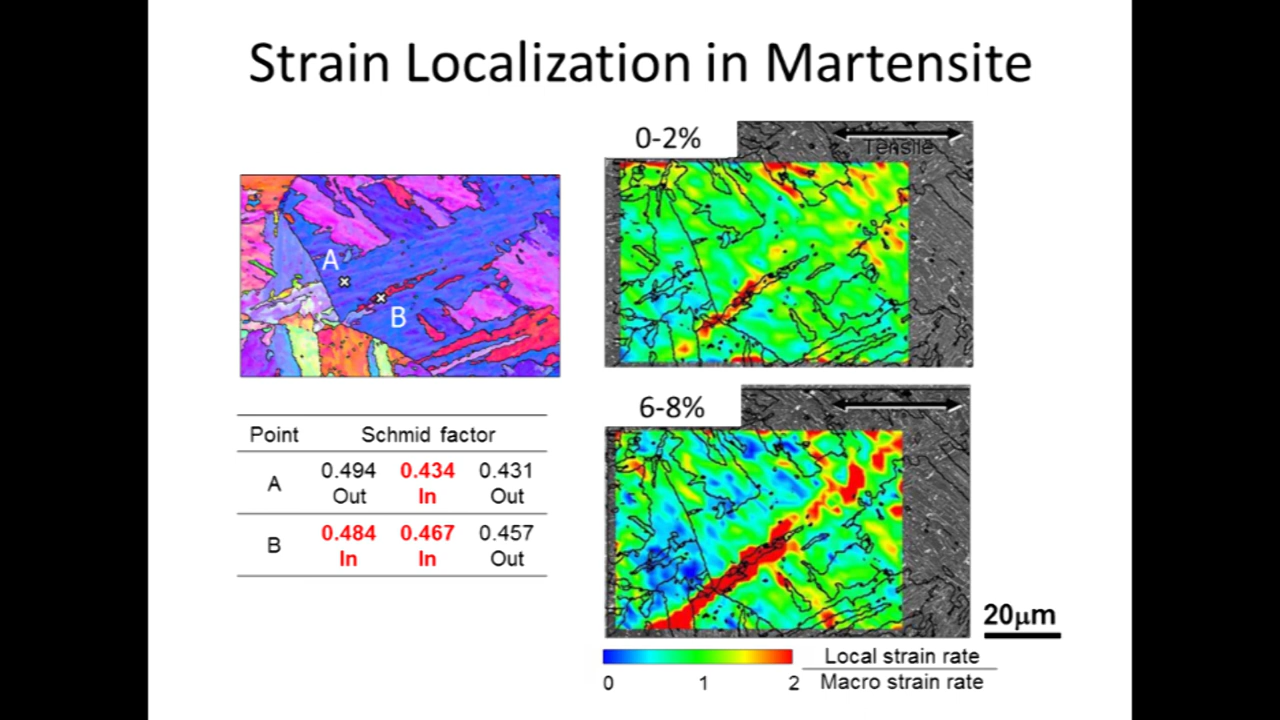 Strain Localization in Martensite
0-2%
Tensile
A
B
6-8%
Point Schmid factor
A 0.494 0.434 0.431
Out In Out
B 0.484 0.467 0.457
In In Out
20μm
0 1 2
Local strain rate
Macro strain rate